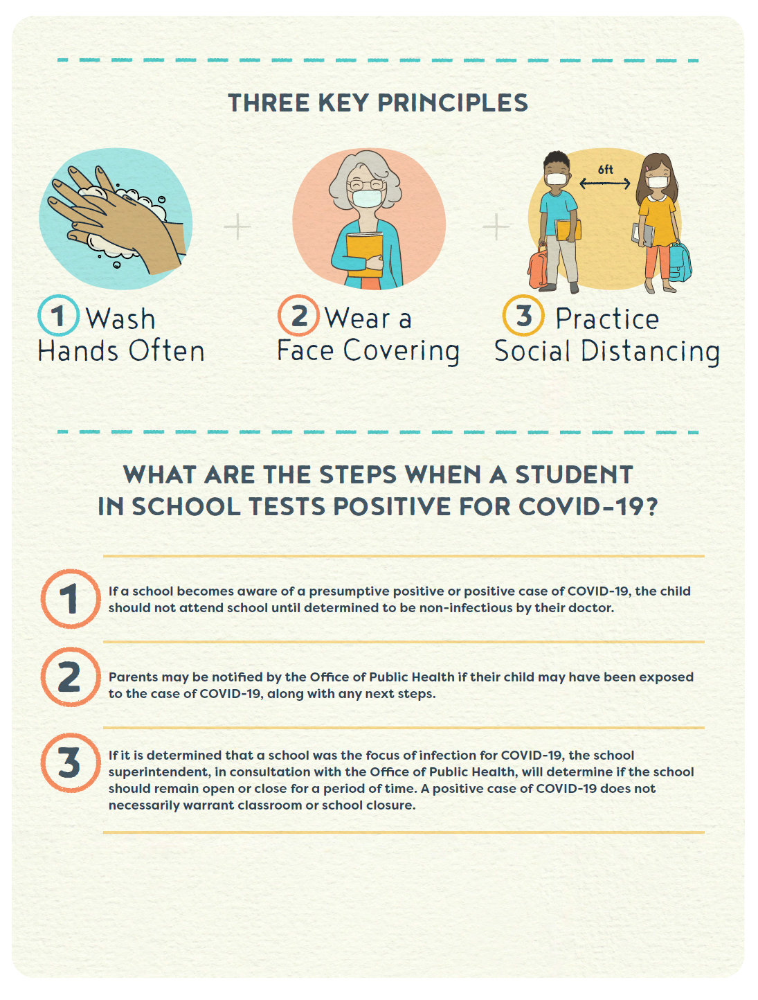 THREE KEY PRINCIPLES
6ft
1 Wash
Hands Often
2 Wear a
Face Covering
3 Practice
Social Distancing
WHAT ARE THE STEPS WHEN A STUDENT
IN SCHOOL TESTS POSITIVE FOR COVID-19?
1
If a school becomes aware of a presumptive positive or positive case of COVID-19, the child
should not attend school until determined to be non-infectious by their doctor.
2
Parents may be notified by the Office of Public Health if their child may have been exposed
to the case of COVID-19, along with any next steps.
3
If it is determined that a school was the focus of infection for COVID-19, the school
superintendent, in consultation with the Office of Public Health, will determine if the school
should remain open or close for a period of time. A positive case of COVID-19 does not
necessarily warrant classroom or school closure.